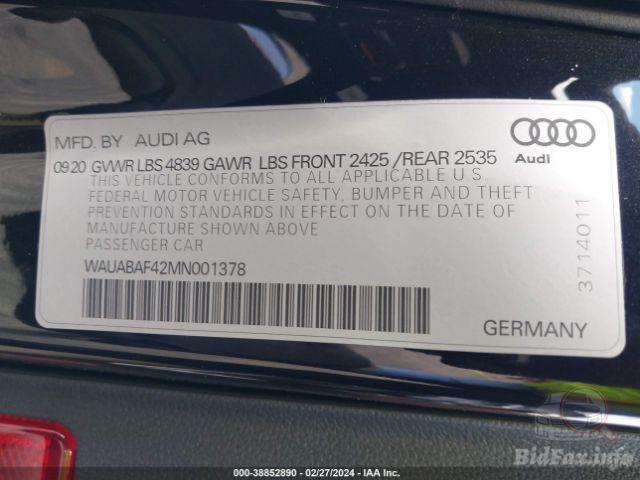 MFD. BY AUDI AG
0920 GVWR LBS 4839 GAWR LBS FRONT 2425 / REAR 2535
Audi
THIS VEHICLE CONFORMS TO ALL APPLICABLE U S
FEDERAL MOTOR VEHICLE SAFETY, BUMPER AND THEFT
PREVENTION STANDARDS IN EFFECT ON THE DATE OF
MANUFACTURE SHOWN ABOVE
PASSENGER CAR
WAUABAF42MN001378
3714011
GERMANY
BidFax.info
000-38852890 - 02/27/2024 - IAA Inc.